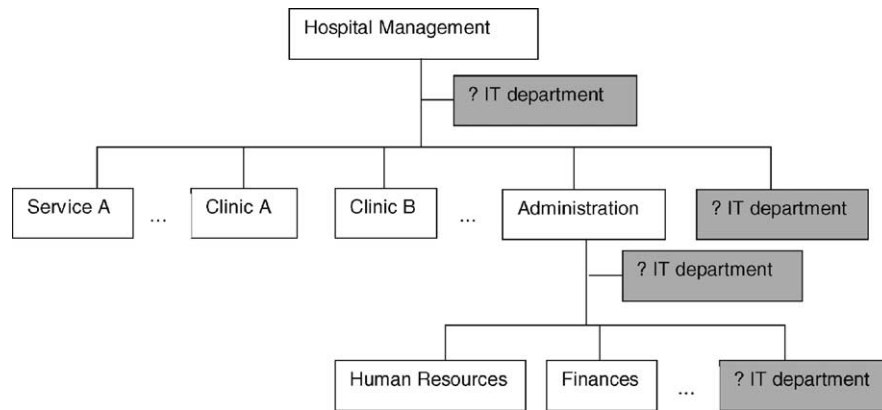 Hospital Management
? IT department
Service A
...
Clinic A
Clinic B
...
Administration
? IT department
? IT department
Human Resources
Finances
...
? IT department